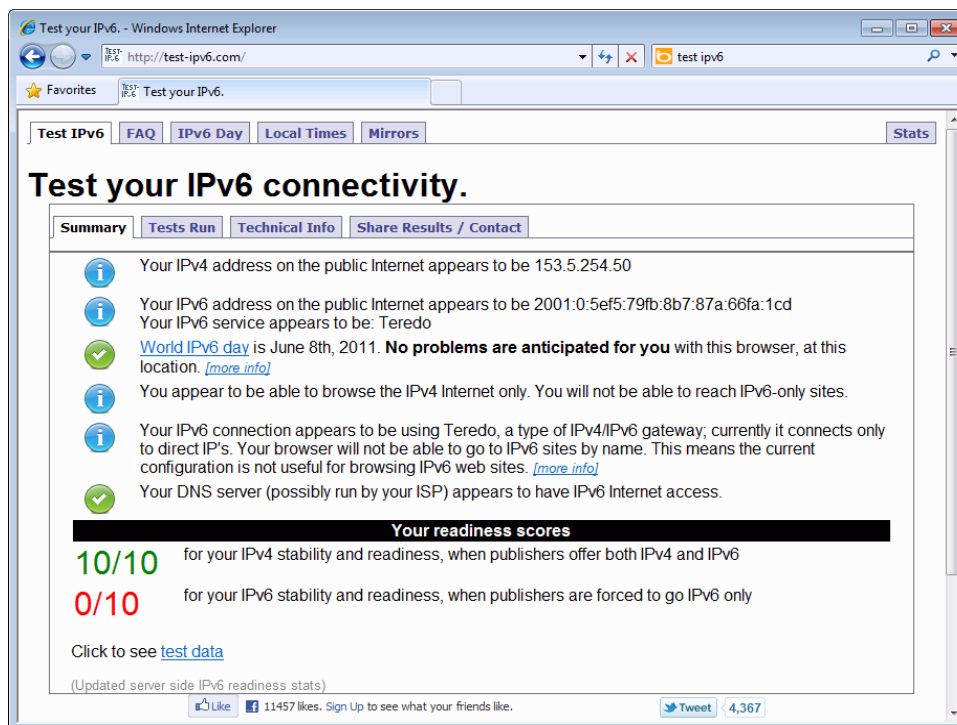 Test your IPv6. - Windows Internet Explorer
TEST-
IP.6
http://test-ipv6.com/
test ipv6
Favorites
TEST-
IP.6
Test your IPv6.
Test IPv6
FAQ
IPv6 Day
Local Times
Mirrors
Stats
Test your IPv6 connectivity.
Summary
Tests Run
Technical Info
Share Results / Contact
Your IPv4 address on the public Internet appears to be 153.5.254.50
Your IPv6 address on the public Internet appears to be 2001:0:5ef5:79fb:8b7:87a:66fa:1cd
Your IPv6 service appears to be: Teredo
World IPv6 day is June 8th, 2011. No problems are anticipated for you with this browser, at this
location. [more info]
You appear to be able to browse the IPv4 Internet only. You will not be able to reach IPv6-only sites.
Your IPv6 connection appears to be using Teredo, a type of IPv4/IPv6 gateway; currently it connects only
to direct IP's. Your browser will not be able to go to IPv6 sites by name. This means the current
configuration is not useful for browsing IPv6 web sites. [more info]
Your DNS server (possibly run by your ISP) appears to have IPv6 Internet access.
Your readiness scores
10/10 for your IPv4 stability and readiness, when publishers offer both IPv4 and IPv6
0/10 for your IPv6 stability and readiness, when publishers are forced to go IPv6 only
Click to see test data
(Updated server side IPv6 readiness stats)
Like
11457 likes. Sign Up to see what your friends like.
Tweet
4,367